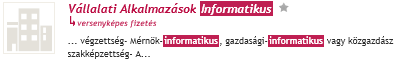 Vállalati Alkalmazások Informatikus
versenyképes fizetés
... végzettség- Mérnök-informatikus, gazdasági-informatikus vagy közgazdász
szakképzettség- A...